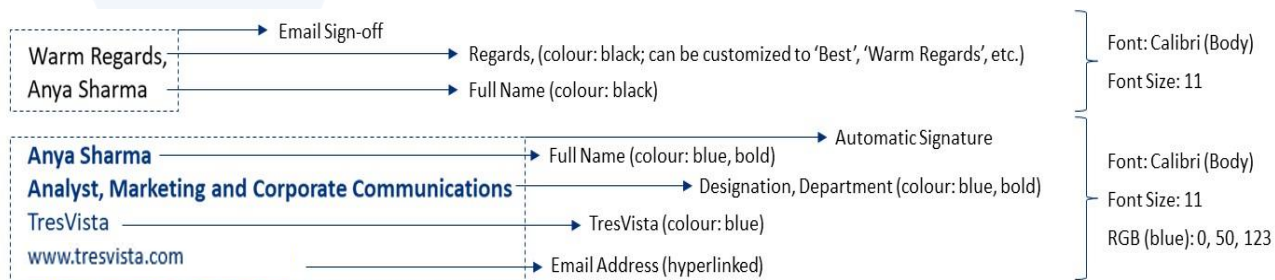 Email Sign-off
Warm Regards,
Regards, (colour: black; can be customized to ‘Best’, ‘Warm Regards’, etc.)
Anya Sharma
Full Name (colour: black)
Font: Calibri (Body)
Font Size: 11
Automatic Signature
Anya Sharma
Full Name (colour: blue, bold)
Analyst, Marketing and Corporate Communications
Designation, Department (colour: blue, bold)
TresVista
TresVista (colour: blue)
www.tresvista.com
Email Address (hyperlinked)
Font: Calibri (Body)
Font Size: 11
RGB (blue): 0, 50, 123